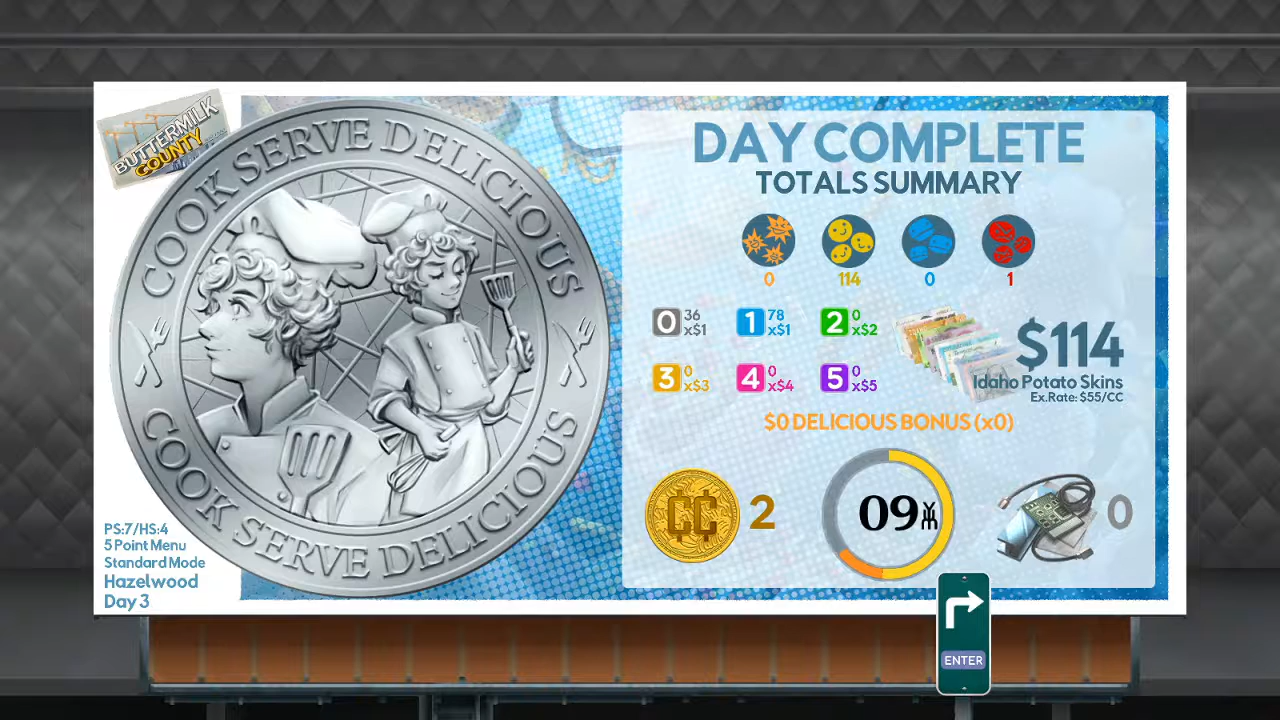 BUTTERMILK
COUNTY
COOK SERVE DELICIOUS
COOK SERVE DELICIOUS
PS:7/HS:4
5 Point Menu
Standard Mode
Hazelwood
Day 3
DAY COMPLETE
TOTALS SUMMARY
0 114 0 1
0 36 x$1 1 78 x$1 2 0 x$2
3 0 x$3 4 0 x$4 5 0 x$5
$114
Idaho Potato Skins
Ex.Rate: $55/CC
$0 DELICIOUS BONUS (x0)
CC 2 09 0
ENTER